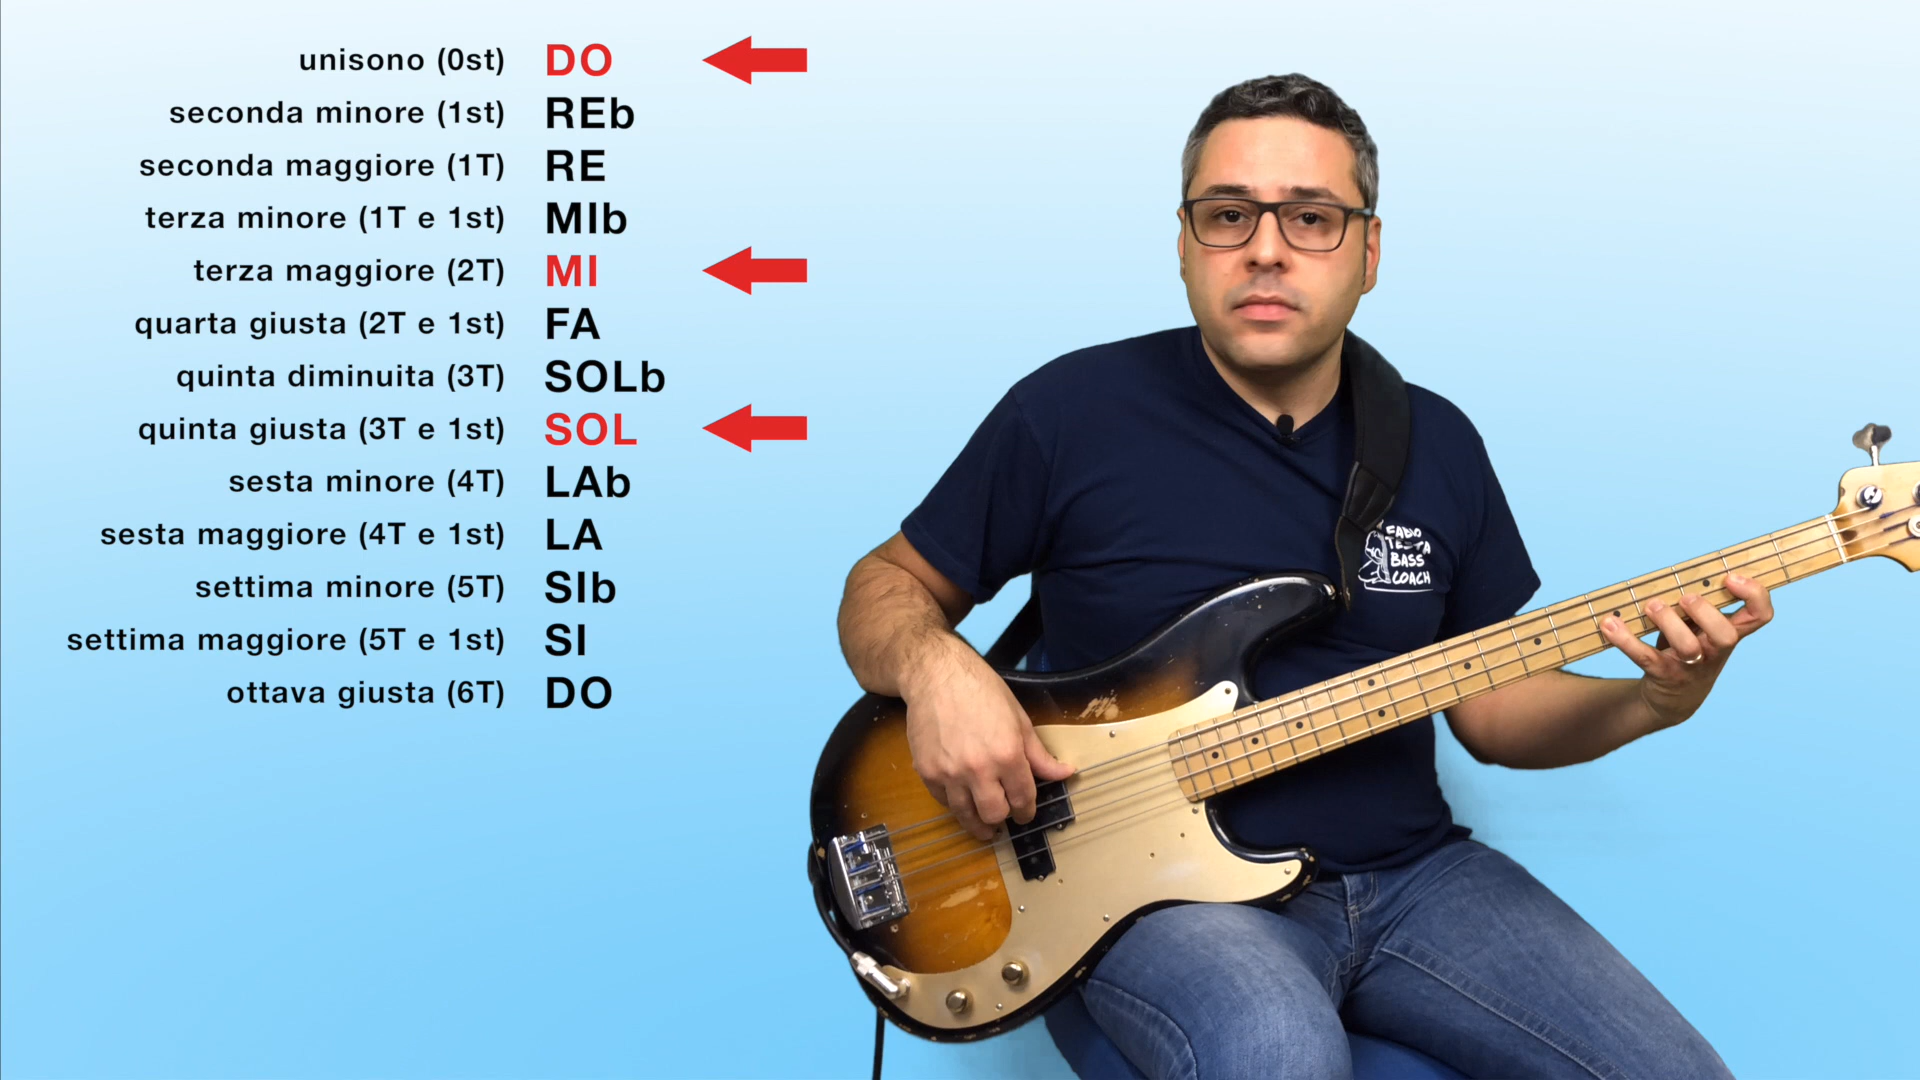 unisono (0st) DO
seconda minore (1st) REb
seconda maggiore (1T) RE
terza minore (1T e 1st) MIb
terza maggiore (2T) MI
quarta giusta (2T e 1st) FA
quinta diminuita (3T) SOLb
quinta giusta (3T e 1st) SOL
sesta minore (4T) LAb
sesta maggiore (4T e 1st) LA
settima minore (5T) SIb
settima maggiore (5T e 1st) SI
ottava giusta (6T) DO
FABIO
TESTA
BASS
COACH